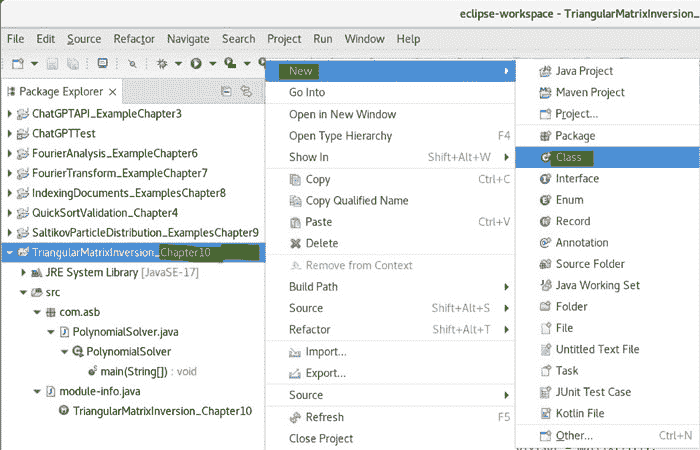 eclipse-workspace - TriangularMatrixInversion_
File Edit Source Refactor Navigate Search Project Run Window Help
Package Explorer
ChatGPTAPI_ExampleChapter3
ChatGPTTest
FourierAnalysis_ExampleChapter6
FourierTransform_ExampleChapter7
IndexingDocuments_ExamplesChapter8
QuickSortValidation_Chapter4
SaltikovParticleDistribution_ExamplesChapter9
TriangularMatrixInversion_Chapter10
JRE System Library [JavaSE-17]
src
com.asb
PolynomialSolver.java
PolynomialSolver
main(String[]) : void
module-info.java
TriangularMatrixInversion_Chapter10
New
Go Into
Open in New Window
Open Type Hierarchy F4
Show In Shift+Alt+W
Copy Ctrl+C
Copy Qualified Name
Paste Ctrl+V
Delete
Remove from Context
Build Path
Source Shift+Alt+S
Refactor Shift+Alt+T
Import...
Export...
Source
Refresh F5
Close Project
Java Project
Maven Project
Project...
Package
Class
Interface
Enum
Record
Annotation
Source Folder
Java Working Set
Folder
File
Untitled Text File
Task
JUnit Test Case
Kotlin File
Other... Ctrl+N